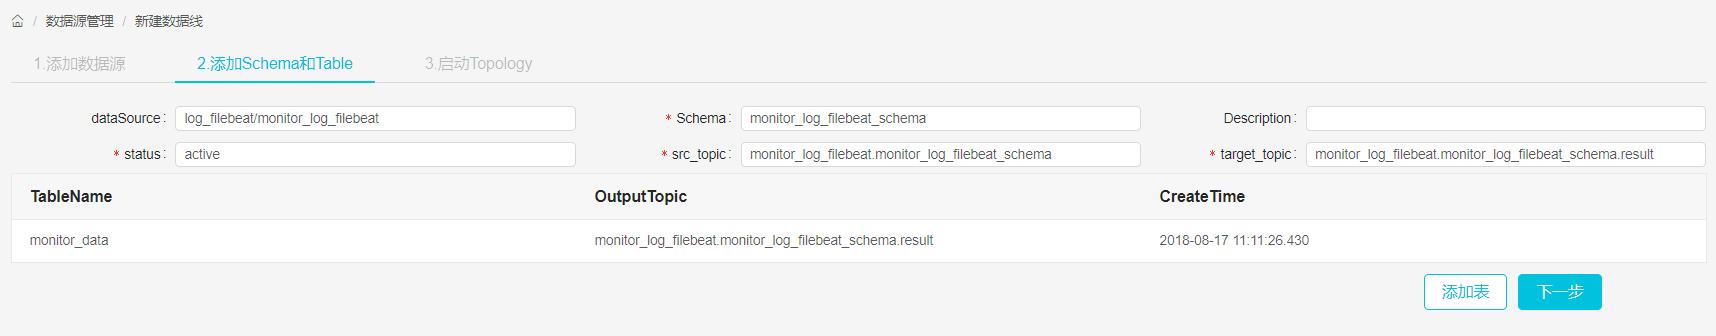 / 数据源管理 / 新建数据线
1.添加数据源 2.添加Schema和Table 3.启动Topology
dataSource: log_filebeat/monitor_log_filebeat * Schema: monitor_log_filebeat_schema Description:
* status: active * src_topic: monitor_log_filebeat.monitor_log_filebeat_schema * target_topic: monitor_log_filebeat.monitor_log_filebeat_schema.result
TableName OutputTopic CreateTime
monitor_data monitor_log_filebeat.monitor_log_filebeat_schema.result 2018-08-17 11:11:26.430
添加表 下一步